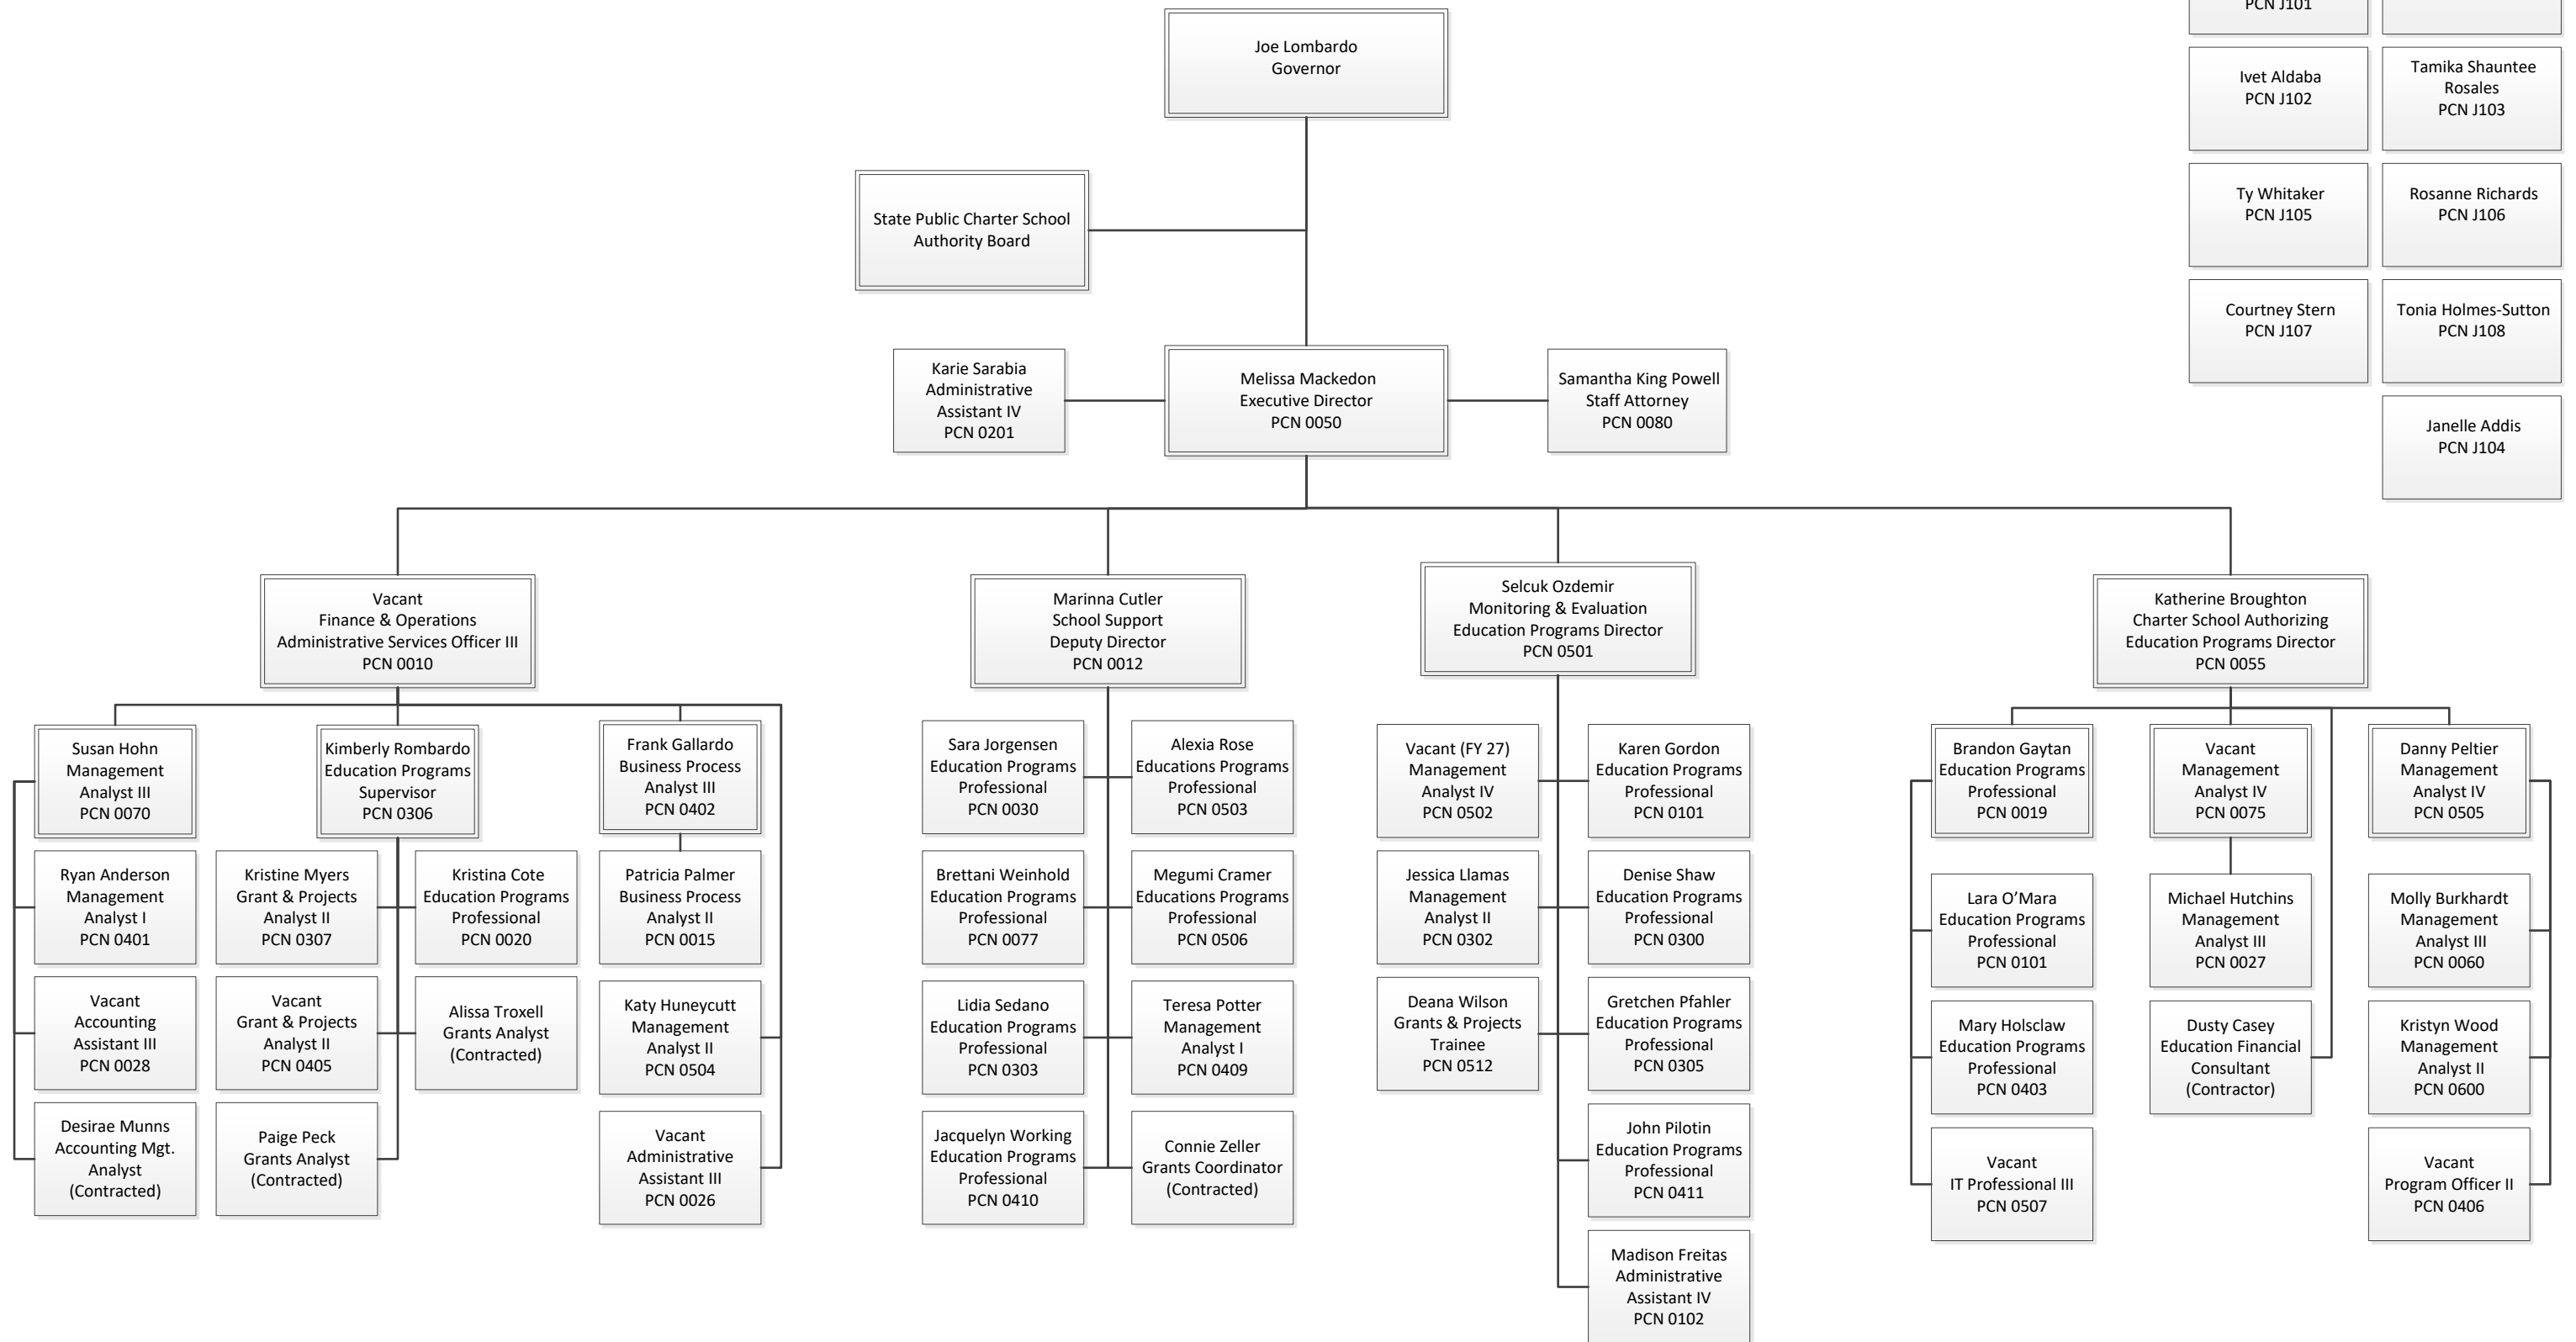 PCN J101
Joe Lombardo
Governor
Ivet Aldaba
PCN J102
Tamika Shauntee
Rosales
PCN J103
State Public Charter School
Authority Board
Ty Whitaker
PCN J105
Rosanne Richards
PCN J106
Courtney Stern
PCN J107
Tonia Holmes-Sutton
PCN J108
Janelle Addis
PCN J104
Karie Sarabia
Administrative
Assistant IV
PCN 0201
Melissa Mackedon
Executive Director
PCN 0050
Samantha King Powell
Staff Attorney
PCN 0080
Vacant
Finance & Operations
Administrative Services Officer III
PCN 0010
Marinna Cutler
School Support
Deputy Director
PCN 0012
Selcuk Ozdemir
Monitoring & Evaluation
Education Programs Director
PCN 0501
Katherine Broughton
Charter School Authorizing
Education Programs Director
PCN 0055
Susan Hohn
Management
Analyst III
PCN 0070
Kimberly Rombardo
Education Programs
Supervisor
PCN 0306
Frank Gallardo
Business Process
Analyst III
PCN 0402
Ryan Anderson
Management
Analyst I
PCN 0401
Kristine Myers
Grant & Projects
Analyst II
PCN 0307
Kristina Cote
Education Programs
Professional
PCN 0020
Patricia Palmer
Business Process
Analyst II
PCN 0015
Vacant
Accounting
Assistant III
PCN 0028
Vacant
Grant & Projects
Analyst II
PCN 0405
Alissa Troxell
Grants Analyst
(Contracted)
Katy Huneycutt
Management
Analyst II
PCN 0504
Desirae Munns
Accounting Mgt.
Analyst
(Contracted)
Paige Peck
Grants Analyst
(Contracted)
Vacant
Administrative
Assistant III
PCN 0026
Sara Jorgensen
Education Programs
Professional
PCN 0030
Alexia Rose
Educations Programs
Professional
PCN 0503
Brettani Weinhold
Education Programs
Professional
PCN 0077
Megumi Cramer
Educations Programs
Professional
PCN 0506
Lidia Sedano
Education Programs
Professional
PCN 0303
Teresa Potter
Management
Analyst I
PCN 0409
Jacquelyn Working
Education Programs
Professional
PCN 0410
Connie Zeller
Grants Coordinator
(Contracted)
Vacant (FY 27)
Management
Analyst IV
PCN 0502
Karen Gordon
Education Programs
Professional
PCN 0101
Jessica Llamas
Management
Analyst II
PCN 0302
Denise Shaw
Education Programs
Professional
PCN 0300
Deana Wilson
Grants & Projects
Trainee
PCN 0512
Gretchen Pfahler
Education Programs
Professional
PCN 0305
John Pilotin
Education Programs
Professional
PCN 0411
Madison Freitas
Administrative
Assistant IV
PCN 0102
Brandon Gaytan
Education Programs
Professional
PCN 0019
Vacant
Management
Analyst IV
PCN 0075
Danny Peltier
Management
Analyst IV
PCN 0505
Lara O’Mara
Education Programs
Professional
PCN 0101
Michael Hutchins
Management
Analyst III
PCN 0027
Molly Burkhardt
Management
Analyst III
PCN 0060
Mary Holsclaw
Education Programs
Professional
PCN 0403
Dusty Casey
Education Financial
Consultant
(Contractor)
Kristyn Wood
Management
Analyst II
PCN 0600
Vacant
IT Professional III
PCN 0507
Vacant
Program Officer II
PCN 0406